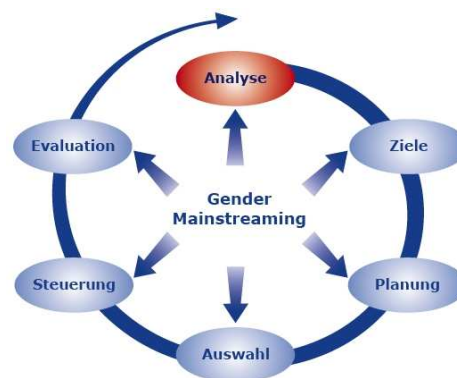 Analyse
Evaluation
Ziele
Gender
Mainstreaming
Steuerung
Planung
Auswahl